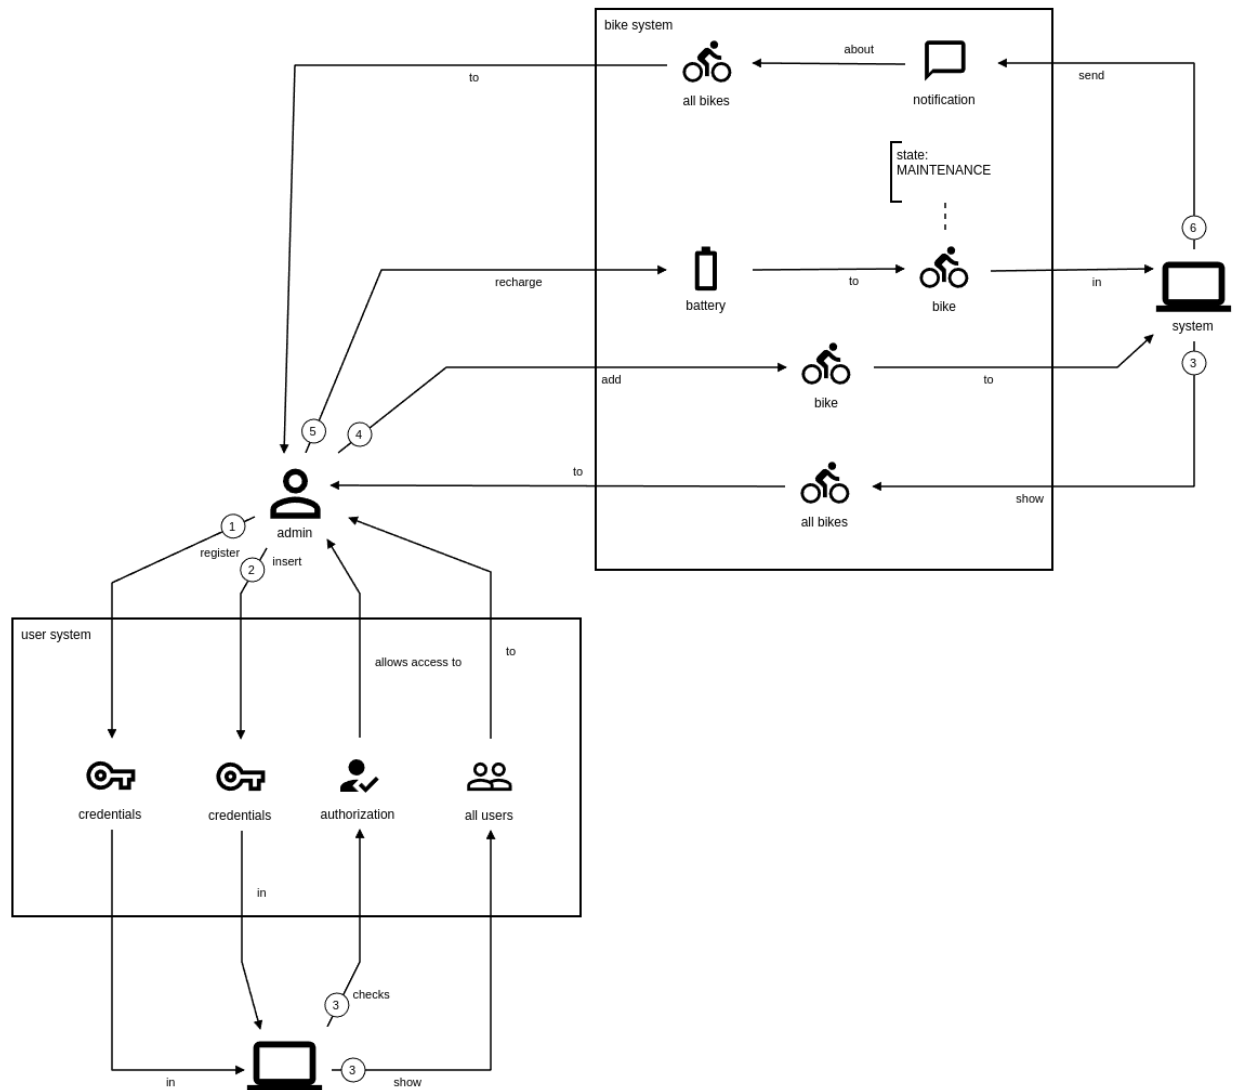 bike system
about
to
send
all bikes
notification
state:
MAINTENANCE
6
recharge
to
in
battery
bike
system
add
to
3
bike
5
4
to
show
all bikes
admin
1
register
2
insert
user system
to
allows access to
credentials
credentials
authorization
all users
in
checks
3
3
in
show